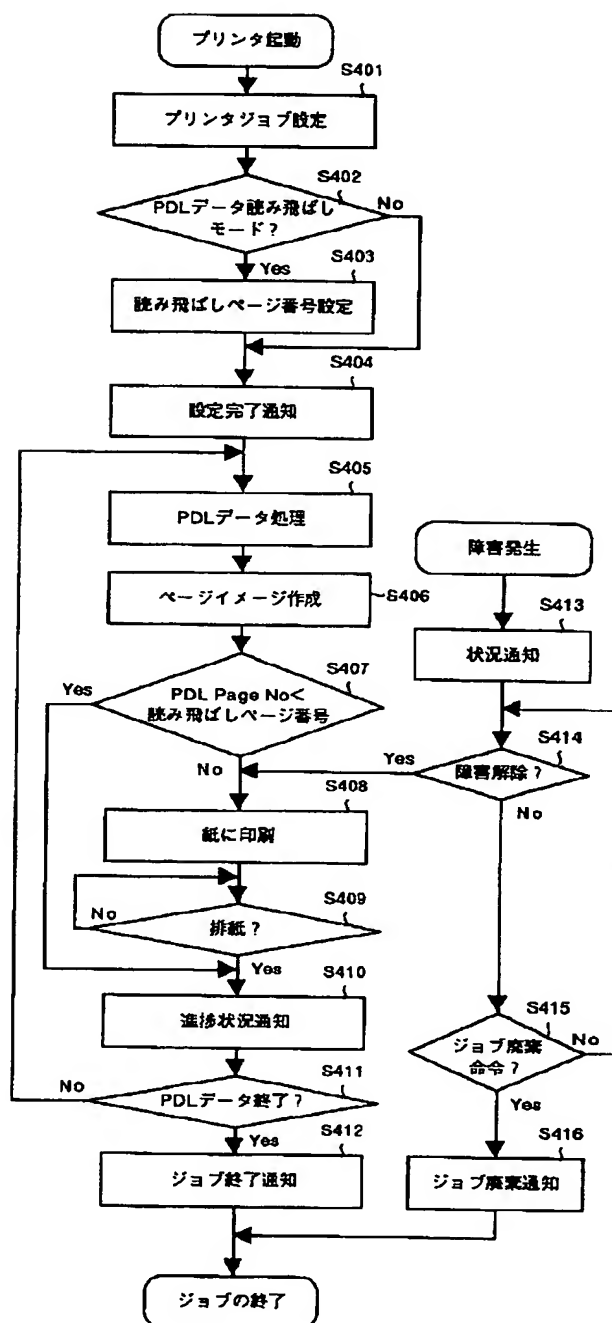 プリンタ起動
S401
プリンタジョブ設定
S402
PDLデータ読み飛ばし
モード?
No
Yes
S403
読み飛ばしページ番号設定
S404
設定完了通知
S405
PDLデータ処理
ページイメージ作成
S406
S407
Yes
PDL Page No<
読み飛ばしページ番号
No
S408
紙に印刷
S409
No
排紙?
Yes
S410
進捗状況通知
S411
No
PDLデータ終了?
Yes
S412
ジョブ終了通知
ジョブの終了
障害発生
S413
状況通知
S414
Yes
障害解除?
No
S415
ジョブ廃棄
命令?
No
Yes
S416
ジョブ廃棄通知